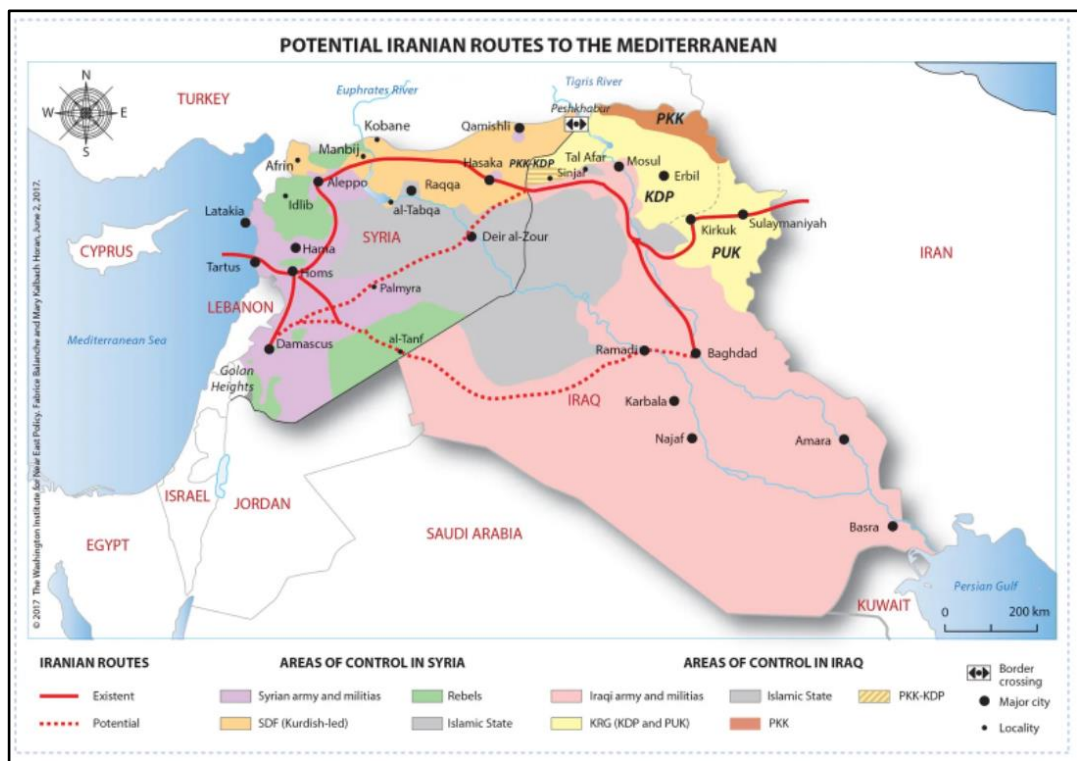 POTENTIAL IRANIAN ROUTES TO THE MEDITERRANEAN
N
W E
S
TURKEY
Euphrates River
Tigris River
Peshkhabur
PKK
Kobane
Qamishli
Manbij
Afrin
Hasaka
PKK-KDP
Tal Afar
Mosul
Sinjar
Erbil
Aleppo
Raqqa
KDP
Idlib
al-Tabqa
Latakia
Kirkuk
Sulaymaniyah
CYPRUS
SYRIA
Deir al-Zour
Hama
PUK
IRAN
Tartus
Homs
Palmyra
LEBANON
Mediterranean Sea
al-Tanf
Damascus
Ramadi
Baghdad
Golan
Heights
IRAQ
Karbala
Najaf
Amara
ISRAEL
JORDAN
Basra
SAUDI ARABIA
EGYPT
Persian Gulf
KUWAIT
0 200 km
© 2017 The Washington Institute for Near East Policy. Fabrice Balanche and Mary Kalbach Horan, June 2, 2017.
IRANIAN ROUTES
Existent
Potential
AREAS OF CONTROL IN SYRIA
Syrian army and militias
Rebels
SDF (Kurdish-led)
Islamic State
AREAS OF CONTROL IN IRAQ
Iraqi army and militias
Islamic State
PKK-KDP
KRG (KDP and PUK)
PKK
Border
crossing
Major city
Locality